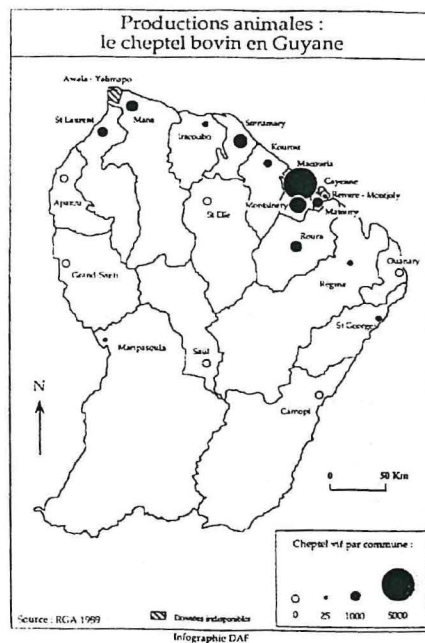 Productions animales :
le cheptel bovin en Guyane
Awala - Yalimapo
St Laurent
Mana
Iracoubo
Sinnamary
Kourou
Macouria
Cayenne
Remire - Montjoly
Matoury
Montsinery
Apatou
St Elie
Roura
Ouanary
Grand Santi
Regina
St Georges
Maripasoula
Saul
Camopi
N
0 50 Km
Cheptel vif par commune :
0 25 1000 5000
Source : RGA 1989
Données indisponibles
Infographie DAF